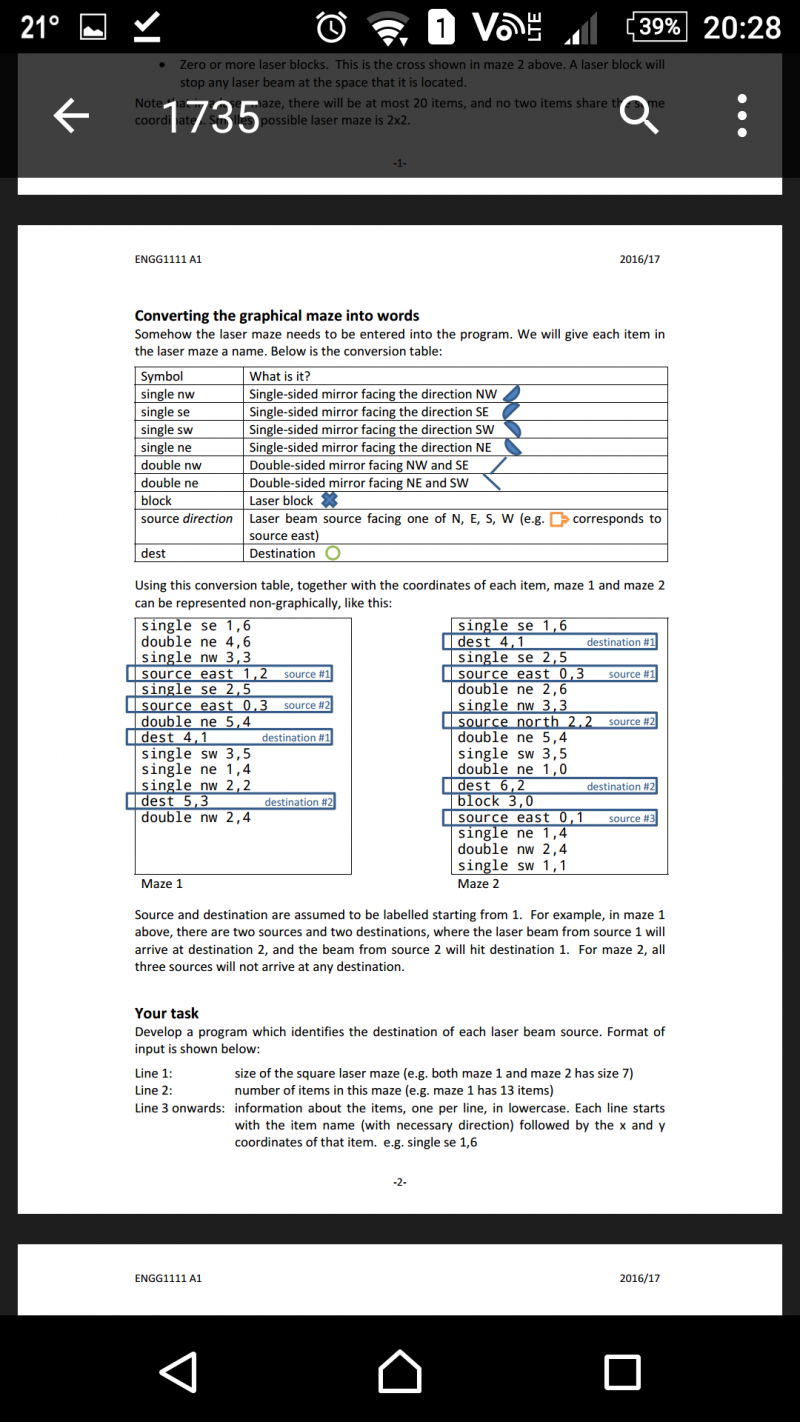 21° 1 VoLTE 39% 20:28
• Zero or more laser blocks. This is the cross shown in maze 2 above. A laser block will
stop any laser beam at the space that it is located.
Note that in a laser maze, there will be at most 20 items, and no two items share the same
coordinate. Smallest possible laser maze is 2x2.
1735
-1-
ENGG1111 A1 2016/17
Converting the graphical maze into words
Somehow the laser maze needs to be entered into the program. We will give each item in
the laser maze a name. Below is the conversion table:
Symbol What is it?
single nw Single-sided mirror facing the direction NW
single se Single-sided mirror facing the direction SE
single sw Single-sided mirror facing the direction SW
single ne Single-sided mirror facing the direction NE
double nw Double-sided mirror facing NW and SE
double ne Double-sided mirror facing NE and SW
block Laser block
source direction Laser beam source facing one of N, E, S, W (e.g. corresponds to
source east)
dest Destination
Using this conversion table, together with the coordinates of each item, maze 1 and maze 2
can be represented non-graphically, like this:
single se 1,6
double ne 4,6
single nw 3,3
source east 1,2 source #1
single se 2,5
source east 0,3 source #2
double ne 5,4
dest 4,1 destination #1
single sw 3,5
single ne 1,4
single nw 2,2
dest 5,3 destination #2
double nw 2,4
Maze 1
single se 1,6
dest 4,1 destination #1
single se 2,5
source east 0,3 source #1
double ne 2,6
single nw 3,3
source north 2,2 source #2
double ne 5,4
single sw 3,5
double ne 1,0
dest 6,2 destination #2
block 3,0
source east 0,1 source #3
single ne 1,4
double nw 2,4
single sw 1,1
Maze 2
Source and destination are assumed to be labelled starting from 1. For example, in maze 1
above, there are two sources and two destinations, where the laser beam from source 1 will
arrive at destination 2, and the beam from source 2 will hit destination 1. For maze 2, all
three sources will not arrive at any destination.
Your task
Develop a program which identifies the destination of each laser beam source. Format of
input is shown below:
Line 1: size of the square laser maze (e.g. both maze 1 and maze 2 has size 7)
Line 2: number of items in this maze (e.g. maze 1 has 13 items)
Line 3 onwards: information about the items, one per line, in lowercase. Each line starts
with the item name (with necessary direction) followed by the x and y
coordinates of that item. e.g. single se 1,6
-2-
ENGG1111 A1 2016/17